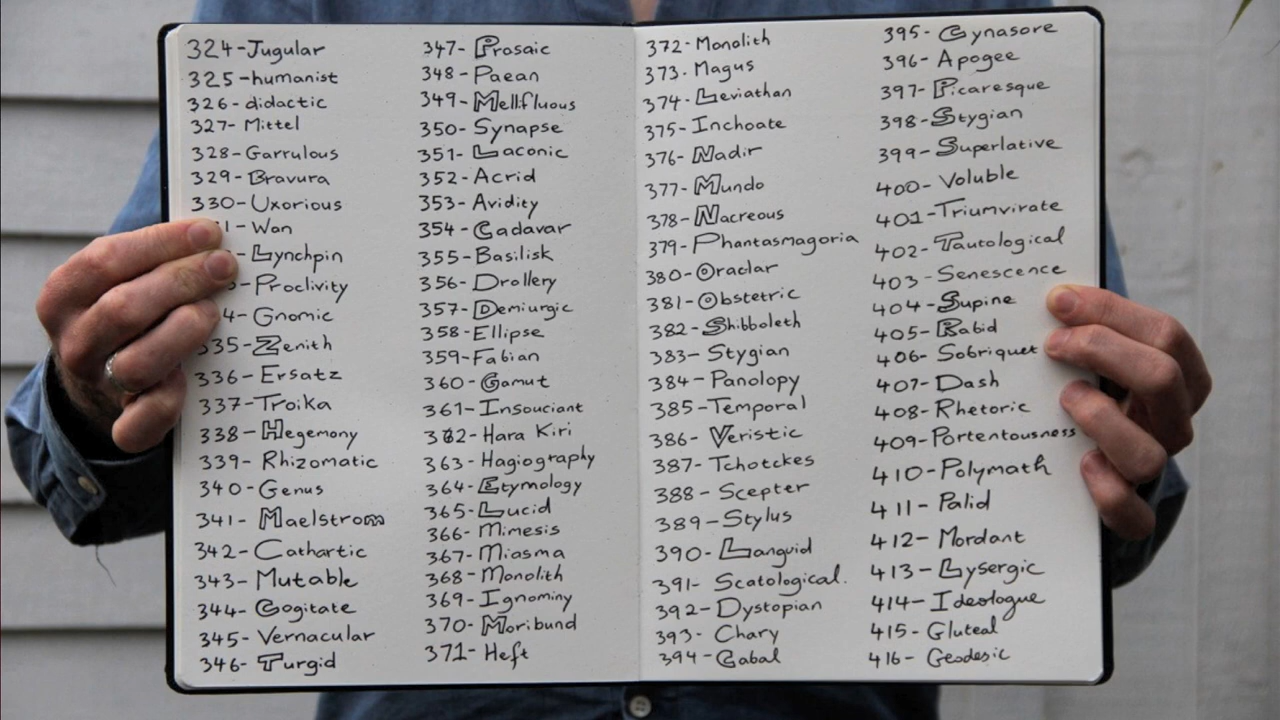 324-Jugular
325-humanist
326-didactic
327-Mittel
328-Garrulous
329-Bravura
330-Uxorious
1-Wan
-Lynchpin
-Proclivity
4-Gnomic
335-Zenith
336-Ersatz
337-Troika
338-Hegemony
339-Rhizomatic
340-Genus
341-Maelstrom
342-Cathartic
343-Mutable
344-Cogitate
345-Vernacular
346-Turgid
347-Prosaic
348-Paean
349-Mellifluous
350-Synapse
351-Laconic
352-Acrid
353-Avidity
354-Cadavar
355-Basilisk
356-Drollery
357-Demiurgic
358-Ellipse
359-Fabian
360-Gamut
361-Insouciant
362-Hara Kiri
363-Hagiography
364-Etymology
365-Lucid
366-Mimesis
367-Miasma
368-Monolith
369-Ignominy
370-Moribund
371-Heft
372-Monolith
373.Magus
374-Leviathan
375-Inchoate
376-Nadir
377-Mundo
378-Nacreous
379-Phantasmagoria
380-Oraclar
381-Obstetric
382-Shibboleth
383-Stygian
384-Panolopy
385-Temporal
386-Veristic
387-Tchotckes
388-Scepter
389-Stylus
390-Languid
391-Scatological.
392-Dystopian
393-Chary
394-Cabal
395-Cynasore
396-Apogee
397-Picaresque
398-Stygian
399-Superlative
400-Voluble
401-Triumvirate
402-Tautological
403-Senescence
404-Supine
405-Rabid
406-Sobriquet
407-Dash
408-Rhetoric
409-Portentousness
410-Polymath
411-Palid
412-Mordant
413-Lysergic
414-Ideologue
415-Gluteal
416-Geodesic